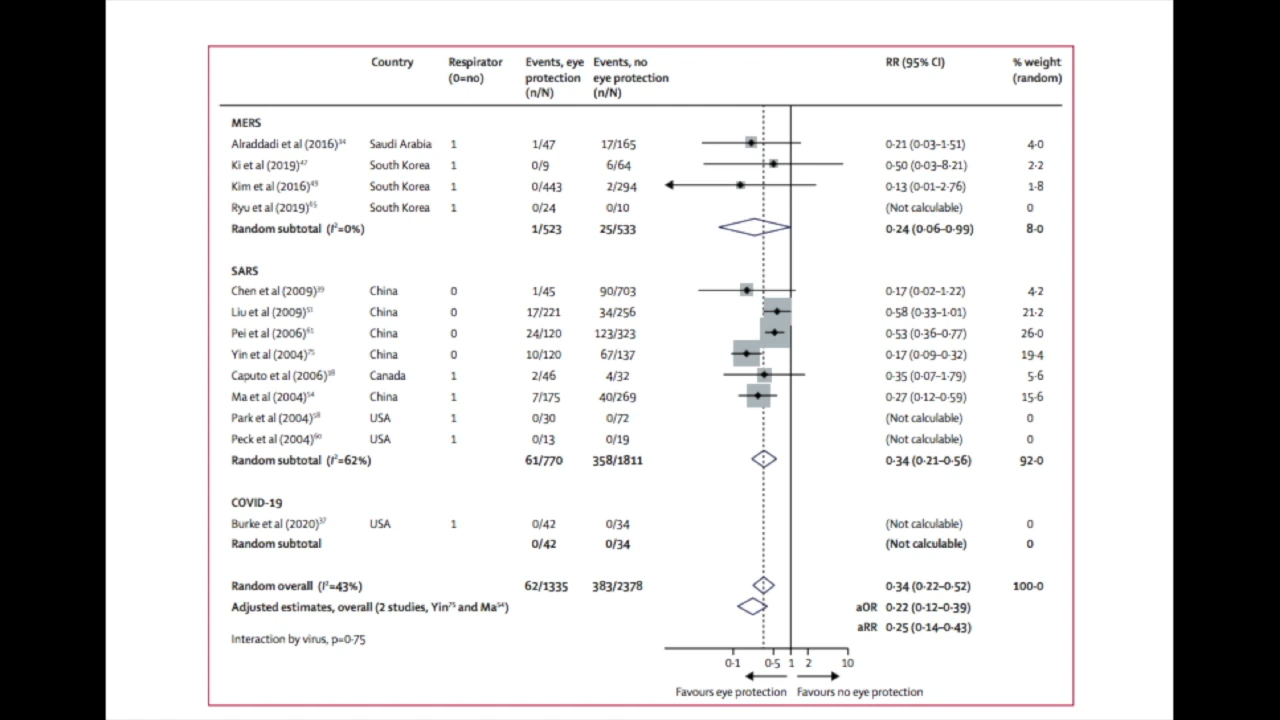 Country Respirator (0=no) Events, eye protection (n/N) Events, no eye protection (n/N) RR (95% CI) % weight (random)
MERS
Alraddadi et al (2016)³⁴ Saudi Arabia 1 1/47 17/165 0·21 (0·03–1·51) 4·0
Ki et al (2019)⁴⁷ South Korea 1 0/9 6/64 0·50 (0·03–8·21) 2·2
Kim et al (2016)⁴⁹ South Korea 1 0/443 2/294 0·13 (0·01–2·76) 1·8
Ryu et al (2019)⁶⁵ South Korea 1 0/24 0/10 (Not calculable) 0
Random subtotal (I²=0%) 1/523 25/533 0·24 (0·06–0·99) 8·0
SARS
Chen et al (2009)³⁹ China 0 1/45 90/703 0·17 (0·02–1·22) 4·2
Liu et al (2009)⁵¹ China 0 17/221 34/256 0·58 (0·33–1·01) 21·2
Pei et al (2006)⁶¹ China 0 24/120 123/323 0·53 (0·36–0·77) 26·0
Yin et al (2004)⁷⁵ China 0 10/120 67/137 0·17 (0·09–0·32) 19·4
Caputo et al (2006)³⁸ Canada 1 2/46 4/32 0·35 (0·07–1·79) 5·6
Ma et al (2004)⁵⁴ China 1 7/175 40/269 0·27 (0·12–0·59) 15·6
Park et al (2004)⁵⁸ USA 1 0/30 0/72 (Not calculable) 0
Peck et al (2004)⁶⁰ USA 1 0/13 0/19 (Not calculable) 0
Random subtotal (I²=62%) 61/770 358/1811 0·34 (0·21–0·56) 92·0
COVID-19
Burke et al (2020)³⁷ USA 1 0/42 0/34 (Not calculable) 0
Random subtotal 0/42 0/34 (Not calculable) 0
Random overall (I²=43%) 62/1335 383/2378 0·34 (0·22–0·52) 100·0
Adjusted estimates, overall (2 studies, Yin⁷⁵ and Ma⁵⁴) aOR 0·22 (0·12–0·39)
aRR 0·25 (0·14–0·43)
Interaction by virus, p=0·75
0·1 0·5 1 2 10
Favours eye protection Favours no eye protection